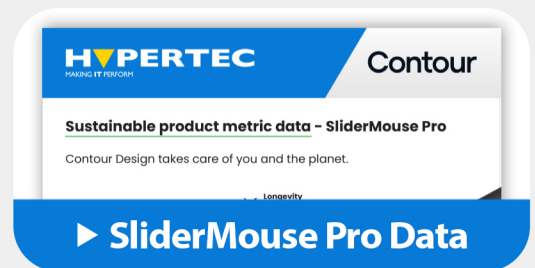 HYPERTEC
MAKING IT PERFORM
Contour
Sustainable product metric data - SliderMouse Pro
Contour Design takes care of you and the planet.
Longevity
SliderMouse Pro Data